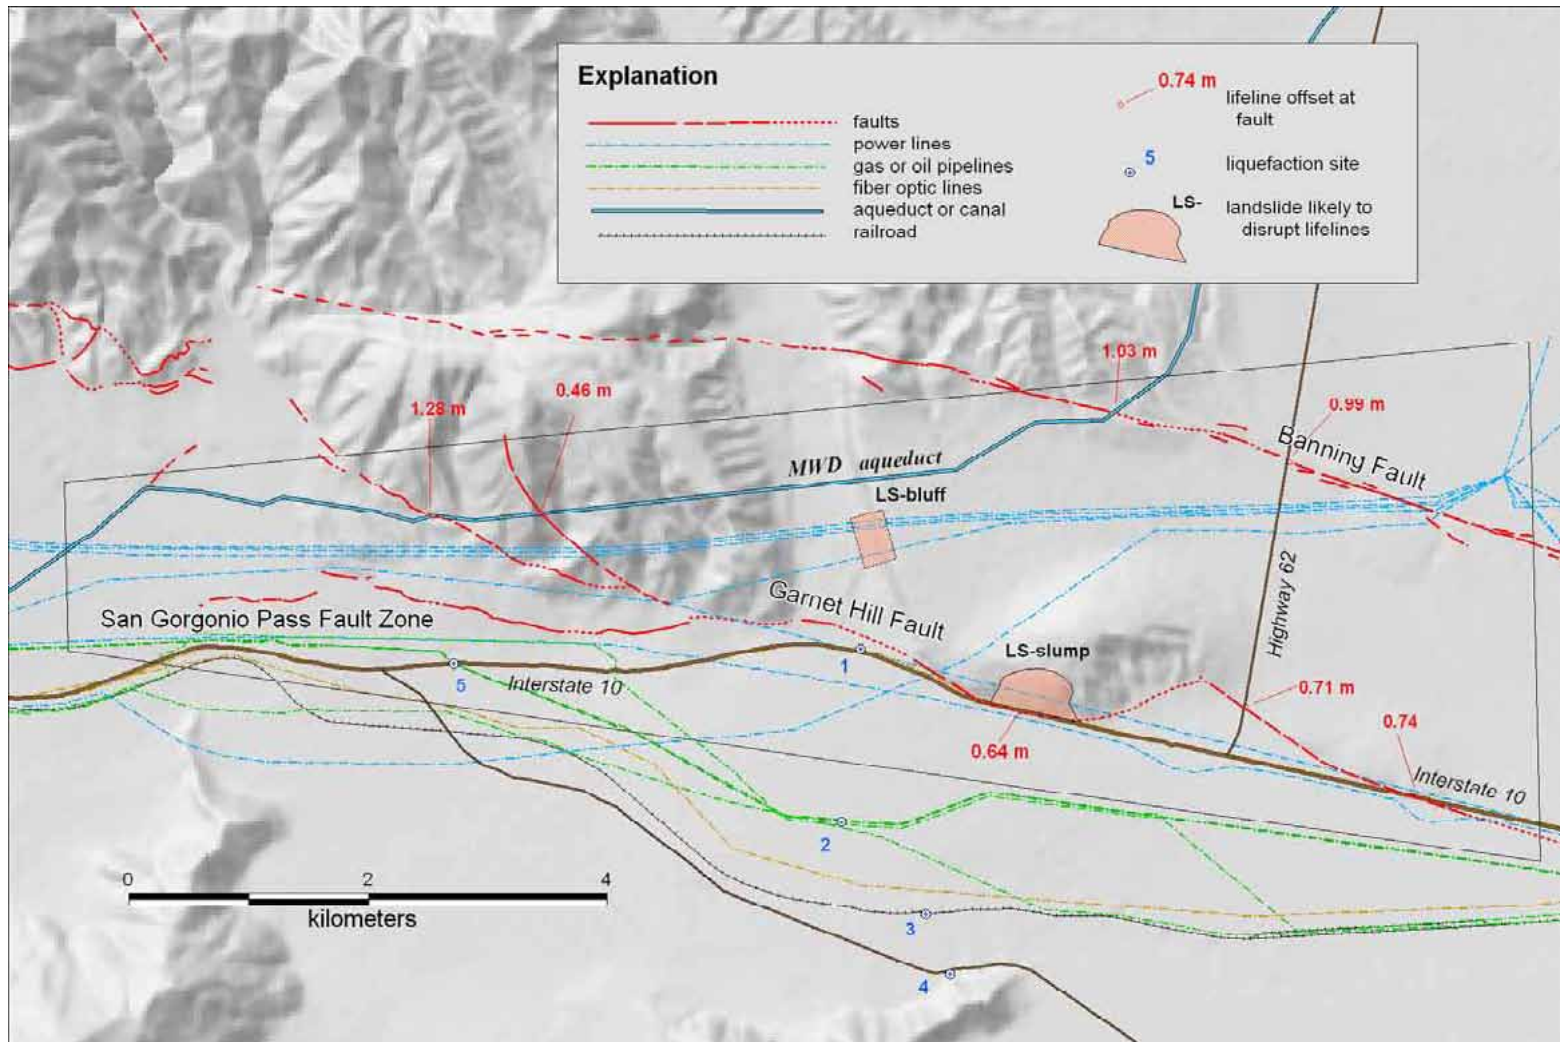 Explanation
faults
power lines
gas or oil pipelines
fiber optic lines
aqueduct or canal
railroad
0.74 m
lifeline offset at
fault
5
liquefaction site
LS-
landslide likely to
disrupt lifelines
1.03 m
0.46 m
1.28 m
0.99 m
Banning Fault
MWD aqueduct
LS-bluff
Highway 62
Garnet Hill Fault
San Gorgonio Pass Fault Zone
LS-slump
1
5
Interstate 10
0.71 m
0.74
0.64 m
Interstate 10
2
0
2
4
kilometers
3
4